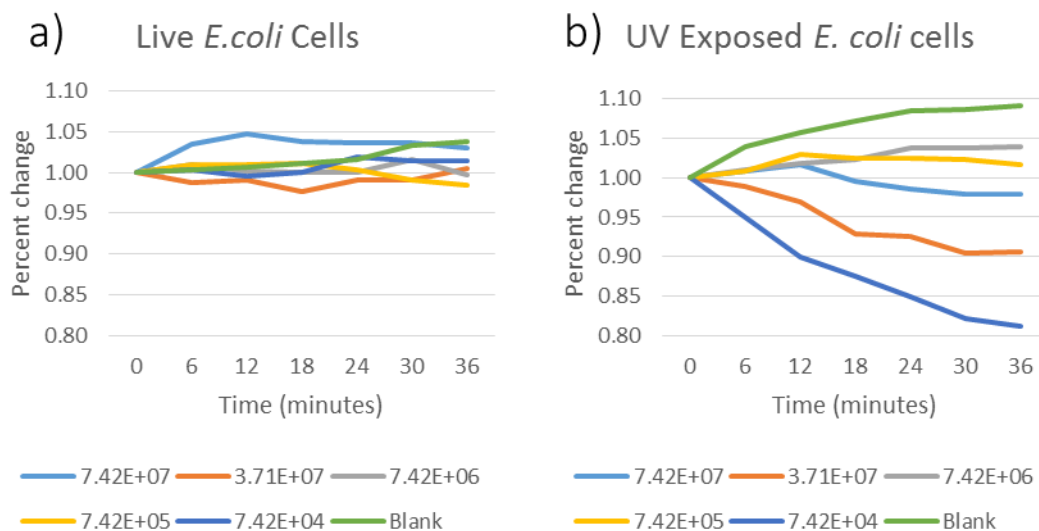 a) Live E.coli Cells
Percent change
1.10
1.05
1.00
0.95
0.90
0.85
0.80
0 6 12 18 24 30 36
Time (minutes)
7.42E+07 3.71E+07 7.42E+06
7.42E+05 7.42E+04 Blank
b) UV Exposed E. coli cells
Percent change
1.10
1.05
1.00
0.95
0.90
0.85
0.80
0 6 12 18 24 30 36
Time (minutes)
7.42E+07 3.71E+07 7.42E+06
7.42E+05 7.42E+04 Blank